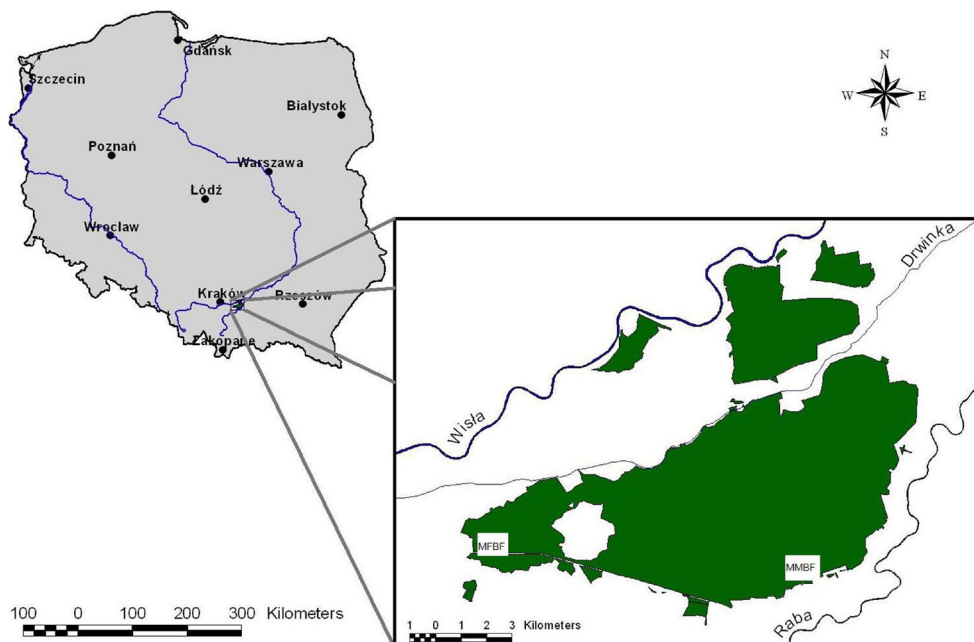 Gdańsk
Szczecin
Białystok
Poznań
Warszawa
Łódź
Wrocław
Kraków
Rzeszów
Zakopane
N
W E
S
Drwinka
Wisła
MFBF
MMBF
Raba
100 0 100 200 300 Kilometers
1 0 1 2 3 Kilometers